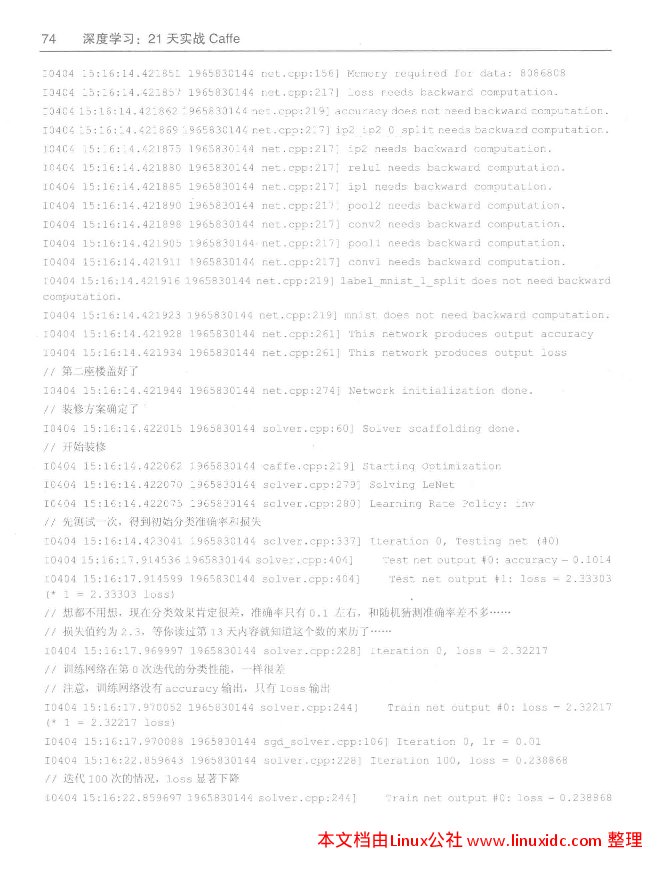 74 深度学习：21 天实战 Caffe
I0404 15:16:14.421851 1965830144 net.cpp:156] Memory required for data: 8086808
I0404 15:16:14.421857 1965830144 net.cpp:217] loss needs backward computation.
I0404 15:16:14.421862 1965830144 net.cpp:219] accuracy does not need backward computation.
I0404 15:16:14.421869 1965830144 net.cpp:217] ip2_ip2_0_split needs backward computation.
I0404 15:16:14.421875 1965830144 net.cpp:217] ip2 needs backward computation.
I0404 15:16:14.421880 1965830144 net.cpp:217] relu1 needs backward computation.
I0404 15:16:14.421885 1965830144 net.cpp:217] ip1 needs backward computation.
I0404 15:16:14.421890 1965830144 net.cpp:217] pool2 needs backward computation.
I0404 15:16:14.421898 1965830144 net.cpp:217] conv2 needs backward computation.
I0404 15:16:14.421905 1965830144 net.cpp:217] pool1 needs backward computation.
I0404 15:16:14.421911 1965830144 net.cpp:217] conv1 needs backward computation.
I0404 15:16:14.421916 1965830144 net.cpp:219] label_mnist_1_split does not need backward
computation.
I0404 15:16:14.421923 1965830144 net.cpp:219] mnist does not need backward computation.
I0404 15:16:14.421928 1965830144 net.cpp:261] This network produces output accuracy
I0404 15:16:14.421934 1965830144 net.cpp:261] This network produces output loss
// 第二座楼盖好了
I0404 15:16:14.421944 1965830144 net.cpp:274] Network initialization done.
// 装修方案确定了
I0404 15:16:14.422015 1965830144 solver.cpp:60] Solver scaffolding done.
// 开始装修
I0404 15:16:14.422062 1965830144 caffe.cpp:219] Starting Optimization
I0404 15:16:14.422070 1965830144 solver.cpp:279] Solving LeNet
I0404 15:16:14.422075 1965830144 solver.cpp:280] Learning Rate Policy: inv
// 先测试一次，得到初始分类准确率和损失
I0404 15:16:14.423041 1965830144 solver.cpp:337] Iteration 0, Testing net (#0)
I0404 15:16:17.914536 1965830144 solver.cpp:404] Test net output #0: accuracy = 0.1014
I0404 15:16:17.914599 1965830144 solver.cpp:404] Test net output #1: loss = 2.33303
(* 1 = 2.33303 loss)
// 想都不用想，现在分类效果肯定很差，准确率只有 0.1 左右，和随机猜测准确率差不多……
// 损失值约为 2.3，等你读过第 13 天内容就知道这个数的来历了……
I0404 15:16:17.969997 1965830144 solver.cpp:228] Iteration 0, loss = 2.32217
// 训练网络在第 0 次迭代的分类性能，一样很差
// 注意，训练网络没有 accuracy 输出，只有 loss 输出
I0404 15:16:17.970052 1965830144 solver.cpp:244] Train net output #0: loss = 2.32217
(* 1 = 2.32217 loss)
I0404 15:16:17.970088 1965830144 sgd_solver.cpp:106] Iteration 0, lr = 0.01
I0404 15:16:22.859643 1965830144 solver.cpp:228] Iteration 100, loss = 0.238868
// 迭代 100 次的情况，loss 显著下降
I0404 15:16:22.859697 1965830144 solver.cpp:244] Train net output #0: loss = 0.238868
本文档由Linux公社 www.linuxidc.com 整理